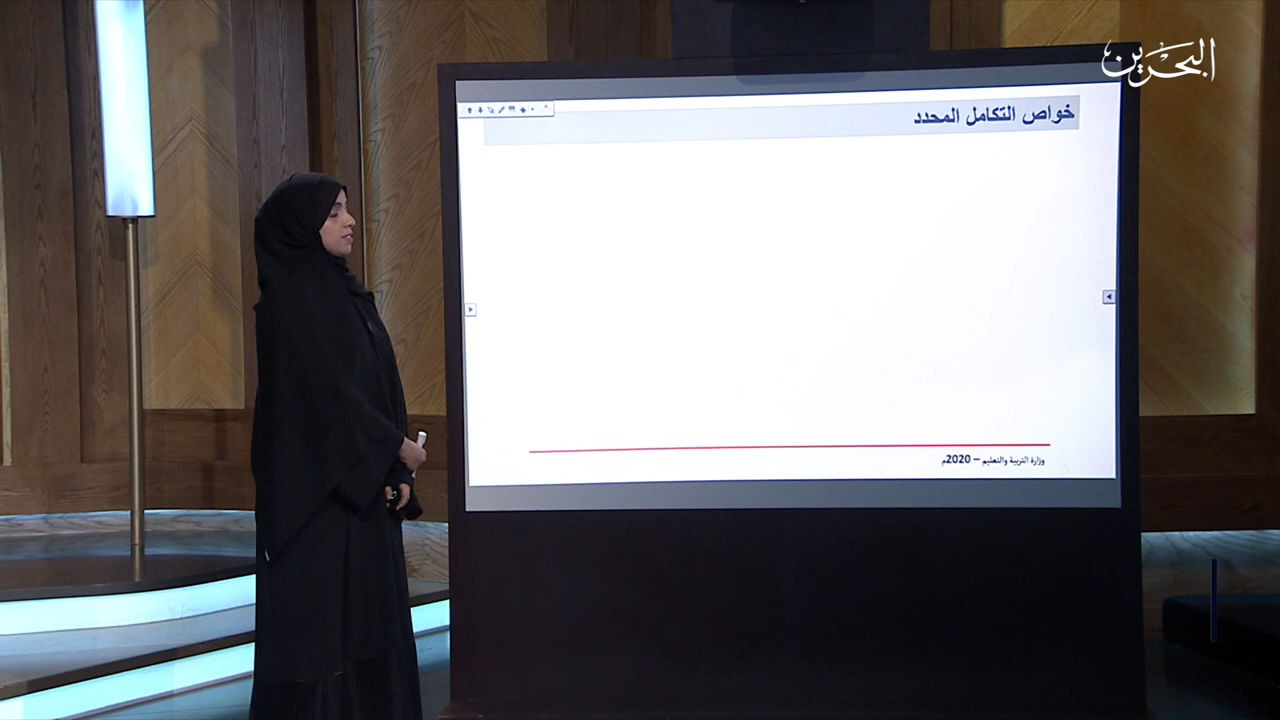 البحرين
خواص التكامل المحدد
وزارة التربية والتعليم – 2020م